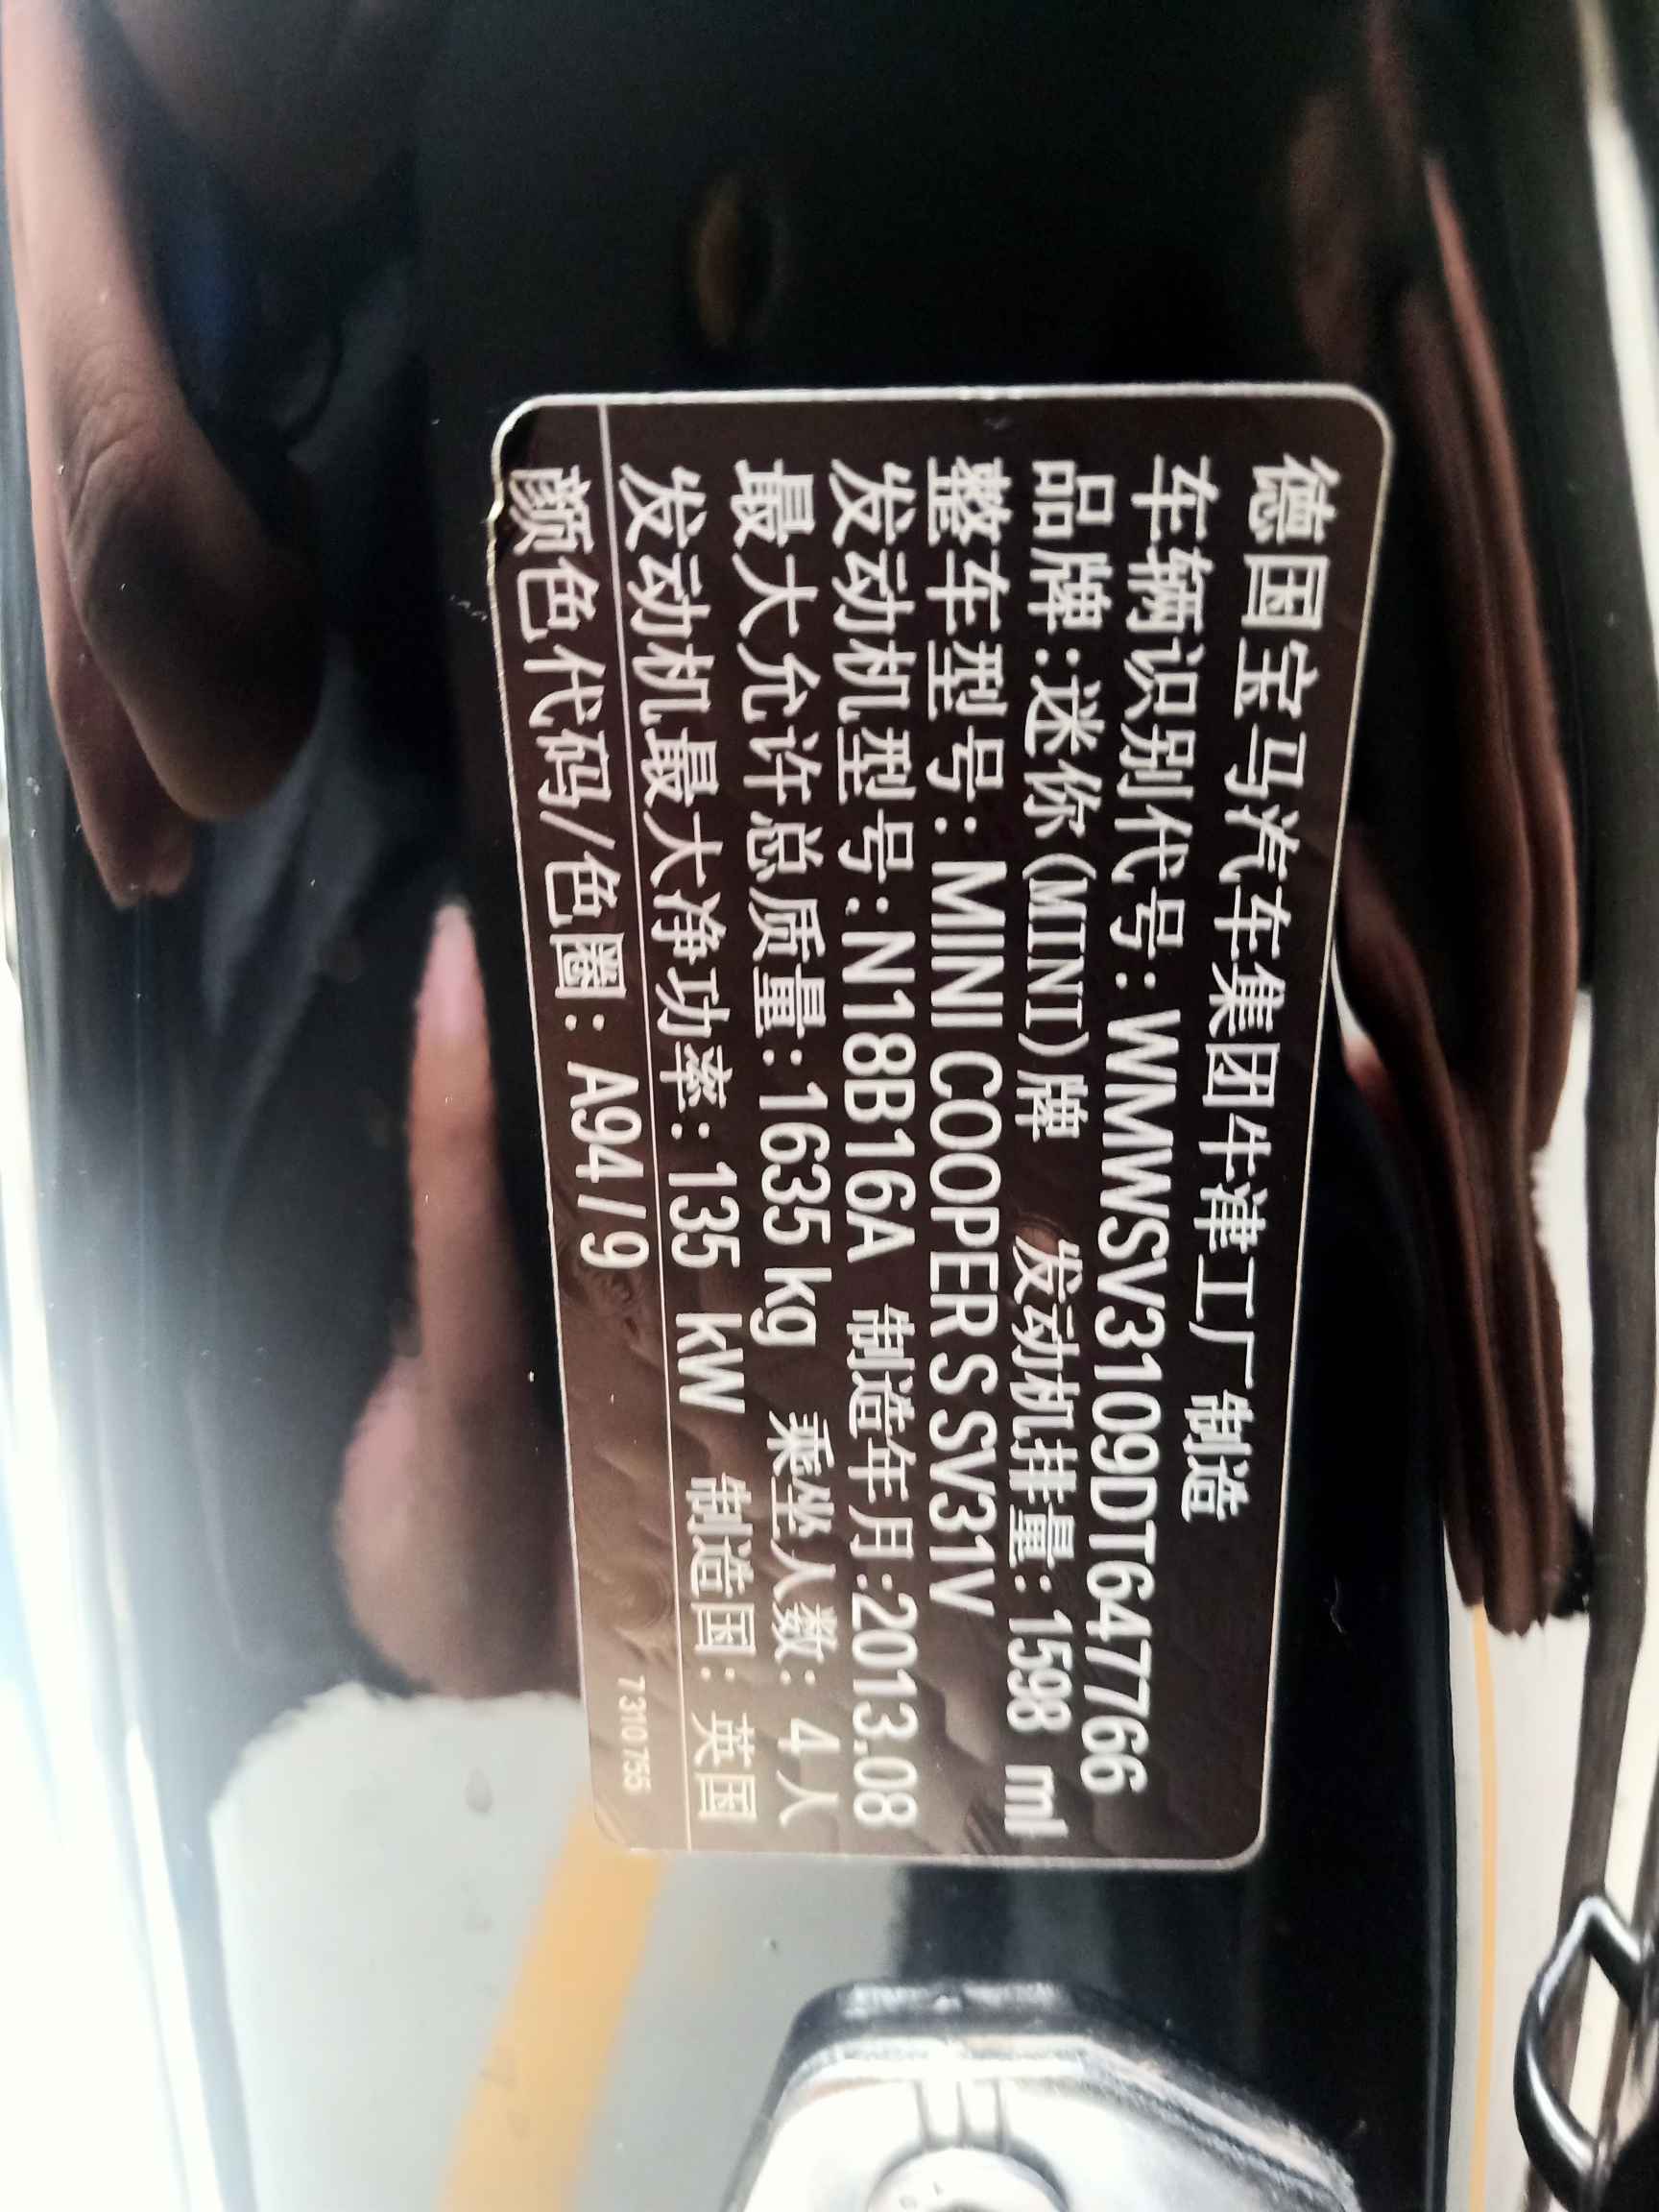 德国宝马汽车集团牛津工厂制造
车辆识别代号: WMWSV3109DT647766
品牌:迷你(MINI)牌 发动机排量: 1598 ml
整车型号: MINI COOPER S SV31V
发动机型号:N18B16A 制造年月:2013.08
最大允许总质量:1635 kg 乘坐人数: 4人
发动机最大净功率: 135 kW 制造国: 英国
颜色代码/色圈: A94 / 9
7310755